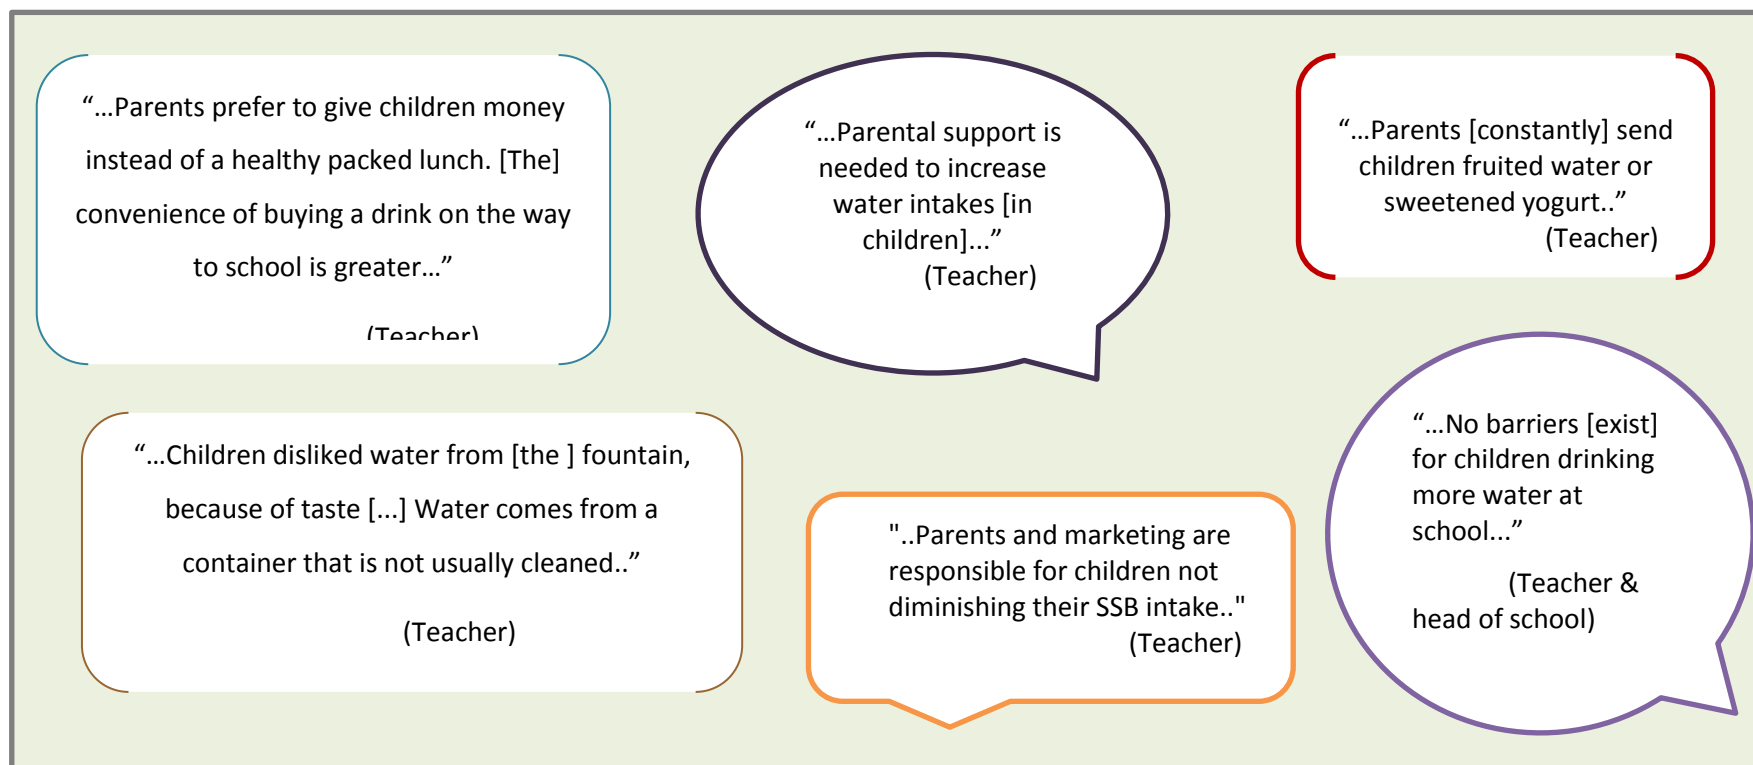 “...Parents prefer to give children money
instead of a healthy packed lunch. [The]
convenience of buying a drink on the way
to school is greater...”
(Teacher)
“...Parental support is
needed to increase
water intakes [in
children]...”
(Teacher)
“...Parents [constantly] send
children fruited water or
sweetened yogurt..”
(Teacher)
“...Children disliked water from [the ] fountain,
because of taste [...] Water comes from a
container that is not usually cleaned..”
(Teacher)
"..Parents and marketing are
responsible for children not
diminishing their SSB intake.."
(Teacher)
“...No barriers [exist]
for children drinking
more water at
school...”
(Teacher &
head of school)